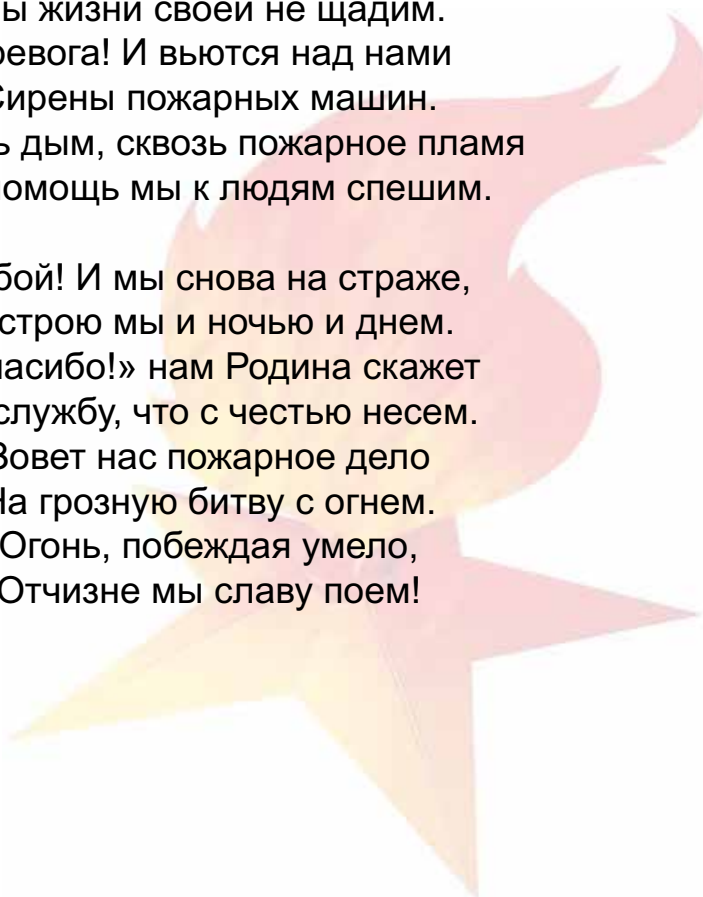 ы жизни своей не щадим.
ревога! И вьются над нами
Сирены пожарных машин.
ь дым, сквозь пожарное пламя
помощь мы к людям спешим.
бой! И мы снова на страже,
строю мы и ночью и днем.
пасибо!» нам Родина скажет
службу, что с честью несем.
Зовет нас пожарное дело
На грозную битву с огнем.
Огонь, побеждая умело,
Отчизне мы славу поем!